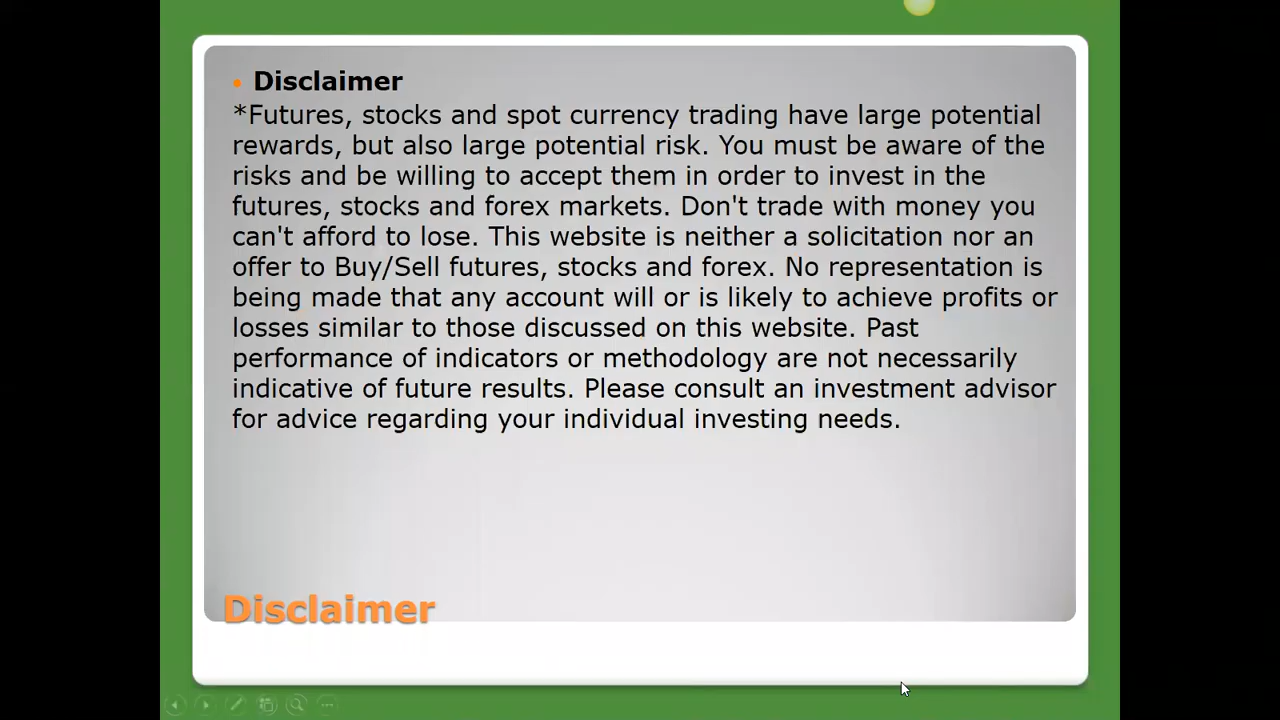 Disclaimer
*Futures, stocks and spot currency trading have large potential
rewards, but also large potential risk. You must be aware of the
risks and be willing to accept them in order to invest in the
futures, stocks and forex markets. Don't trade with money you
can't afford to lose. This website is neither a solicitation nor an
offer to Buy/Sell futures, stocks and forex. No representation is
being made that any account will or is likely to achieve profits or
losses similar to those discussed on this website. Past
performance of indicators or methodology are not necessarily
indicative of future results. Please consult an investment advisor
for advice regarding your individual investing needs.
Disclaimer